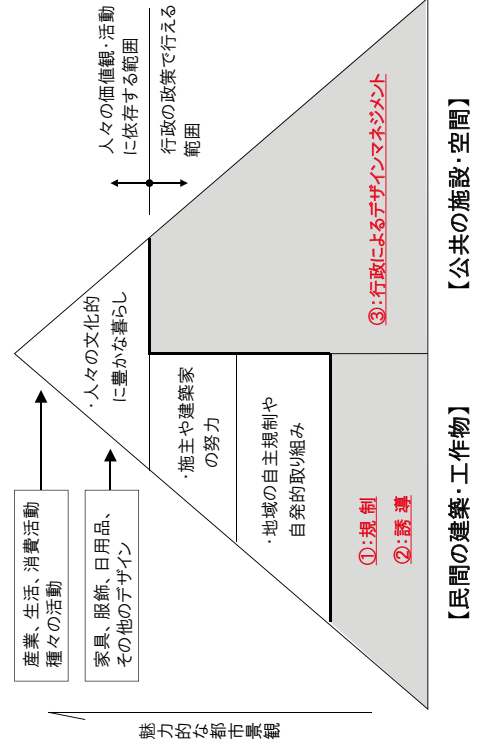 魅力的な都市景観
産業、生活、消費活動
種々の活動
家具、服飾、日用品、
その他のデザイン
・人々の文化的
に豊かな暮らし
人々の価値観・活動
に依存する範囲
行政の政策で行える
範囲
・施主や建築家
の努力
・地域の自主規制や
自発的取り組み
①：規 制
②：誘 導
③：行政によるデザインマネジメント
【民間の建築・工作物】
【公共の施設・空間】